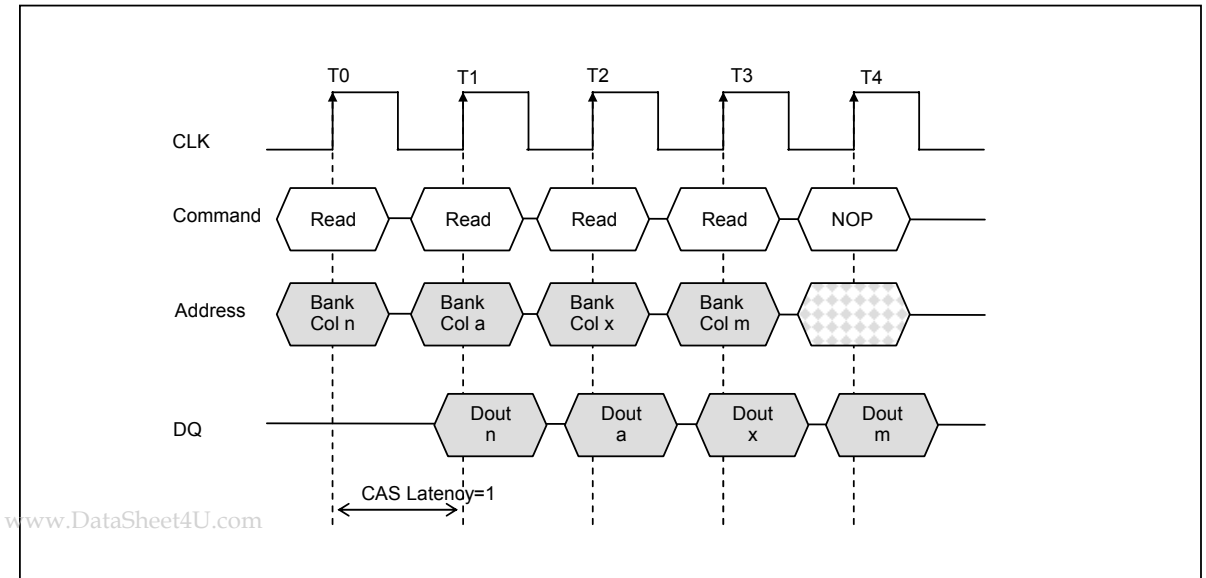 T0 T1 T2 T3 T4
CLK
Command Read Read Read Read NOP
Address
Bank Col n
Bank Col a
Bank Col x
Bank Col m
DQ
Dout n
Dout a
Dout x
Dout m
CAS Latency=1
www.DataSheet4U.com